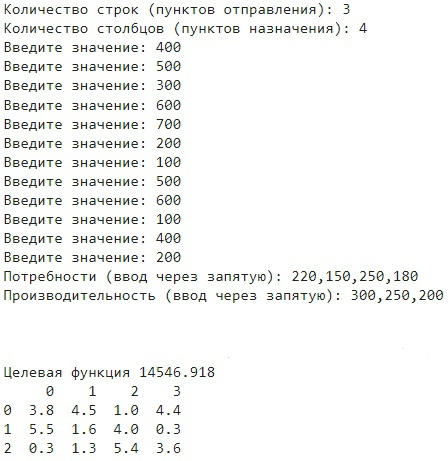 Количество строк (пунктов отправления): 3
Количество столбцов (пунктов назначения): 4
Введите значение: 400
Введите значение: 500
Введите значение: 300
Введите значение: 600
Введите значение: 700
Введите значение: 200
Введите значение: 100
Введите значение: 500
Введите значение: 600
Введите значение: 100
Введите значение: 400
Введите значение: 200
Потребности (ввод через запятую): 220,150,250,180
Производительность (ввод через запятую): 300,250,200
Целевая функция 14546.918
0 1 2 3
0 3.8 4.5 1.0 4.4
1 5.5 1.6 4.0 0.3
2 0.3 1.3 5.4 3.6